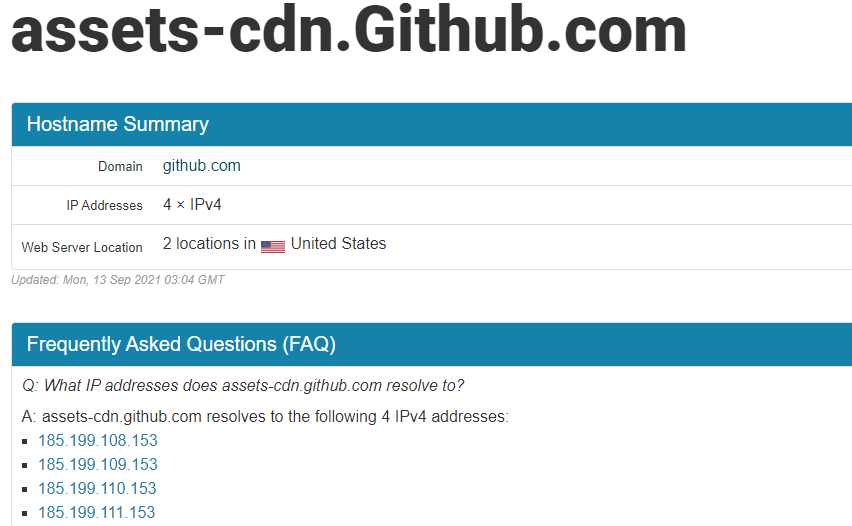 assets-cdn.Github.com
Hostname Summary
Domain github.com
IP Addresses 4 × IPv4
Web Server Location 2 locations in United States
Updated: Mon, 13 Sep 2021 03:04 GMT
Frequently Asked Questions (FAQ)
Q: What IP addresses does assets-cdn.github.com resolve to?
A: assets-cdn.github.com resolves to the following 4 IPv4 addresses:
185.199.108.153
185.199.109.153
185.199.110.153
185.199.111.153